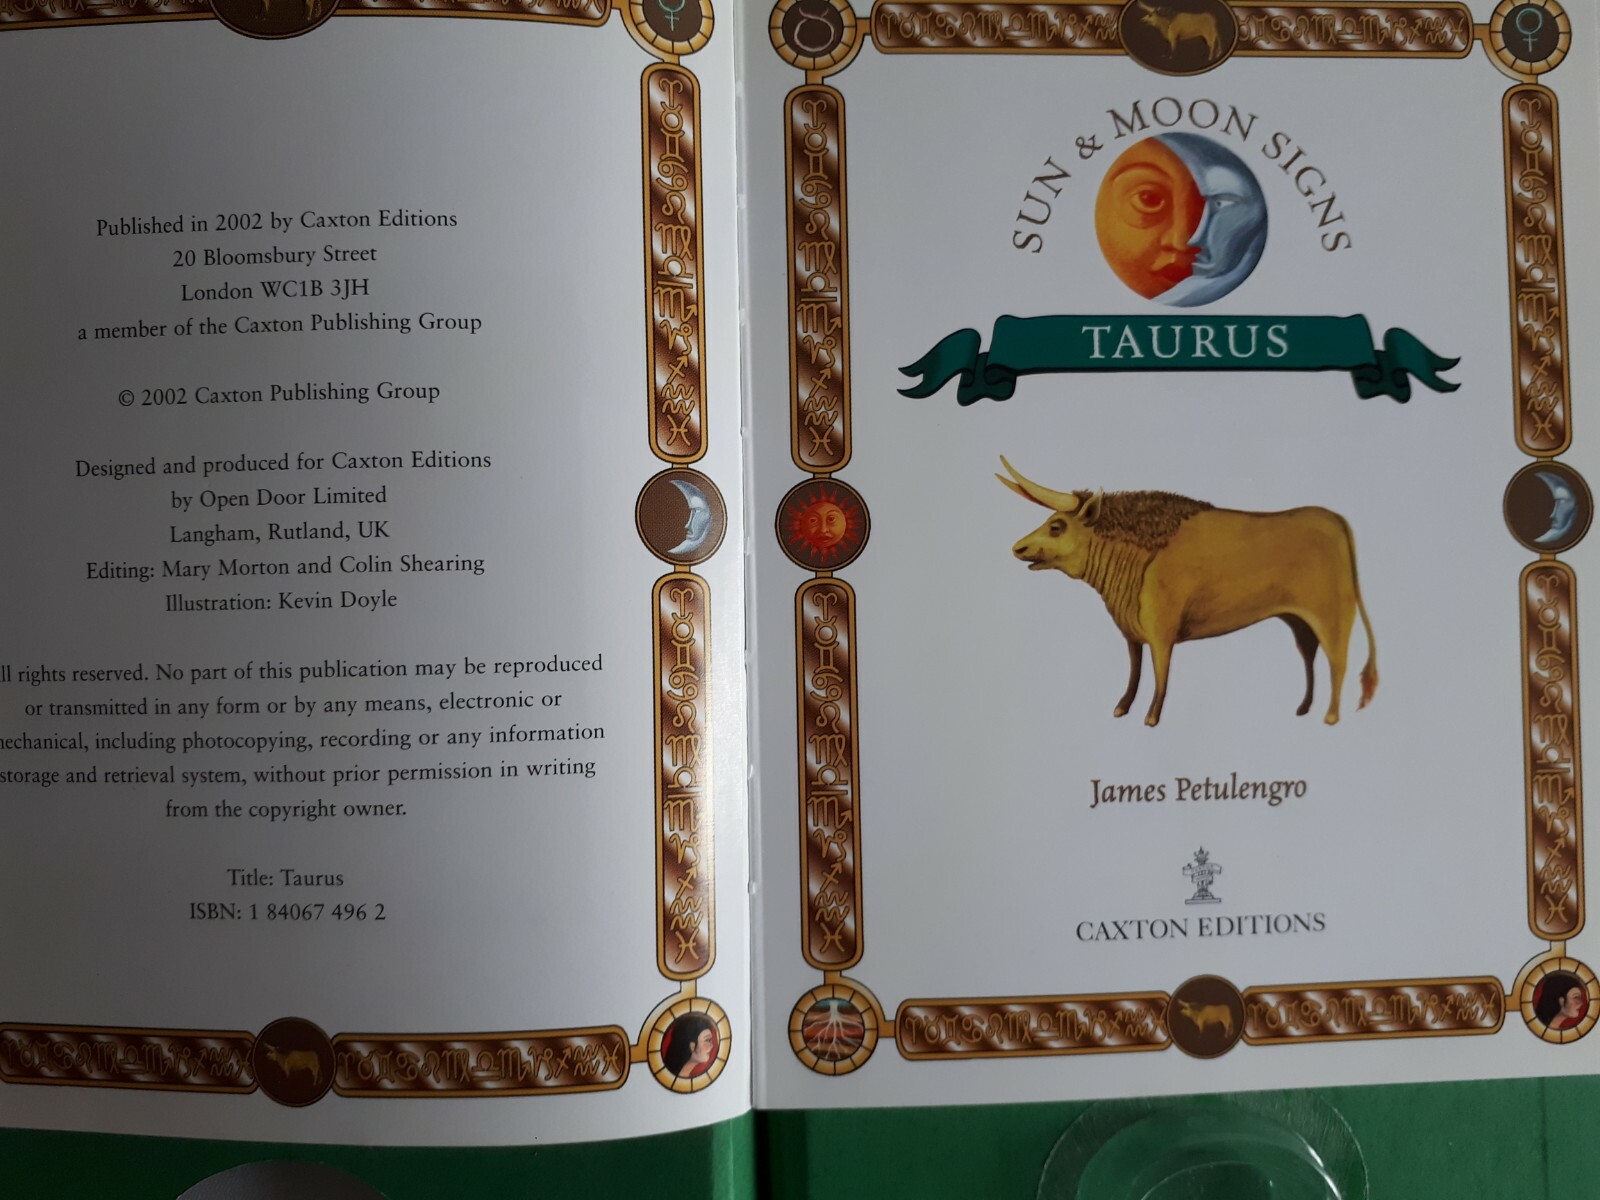 Published in 2002 by Caxton Editions
20 Bloomsbury Street
London WC1B 3JH
a member of the Caxton Publishing Group
© 2002 Caxton Publishing Group
Designed and produced for Caxton Editions
by Open Door Limited
Langham, Rutland, UK
Editing: Mary Morton and Colin Shearing
Illustration: Kevin Doyle
ll rights reserved. No part of this publication may be reproduced
or transmitted in any form or by any means, electronic or
echanical, including photocopying, recording or any information
storage and retrieval system, without prior permission in writing
from the copyright owner.
Title: Taurus
ISBN: 1 84067 496 2
SUN & MOON SIGNS
TAURUS
James Petulengro
CAXTON EDITIONS